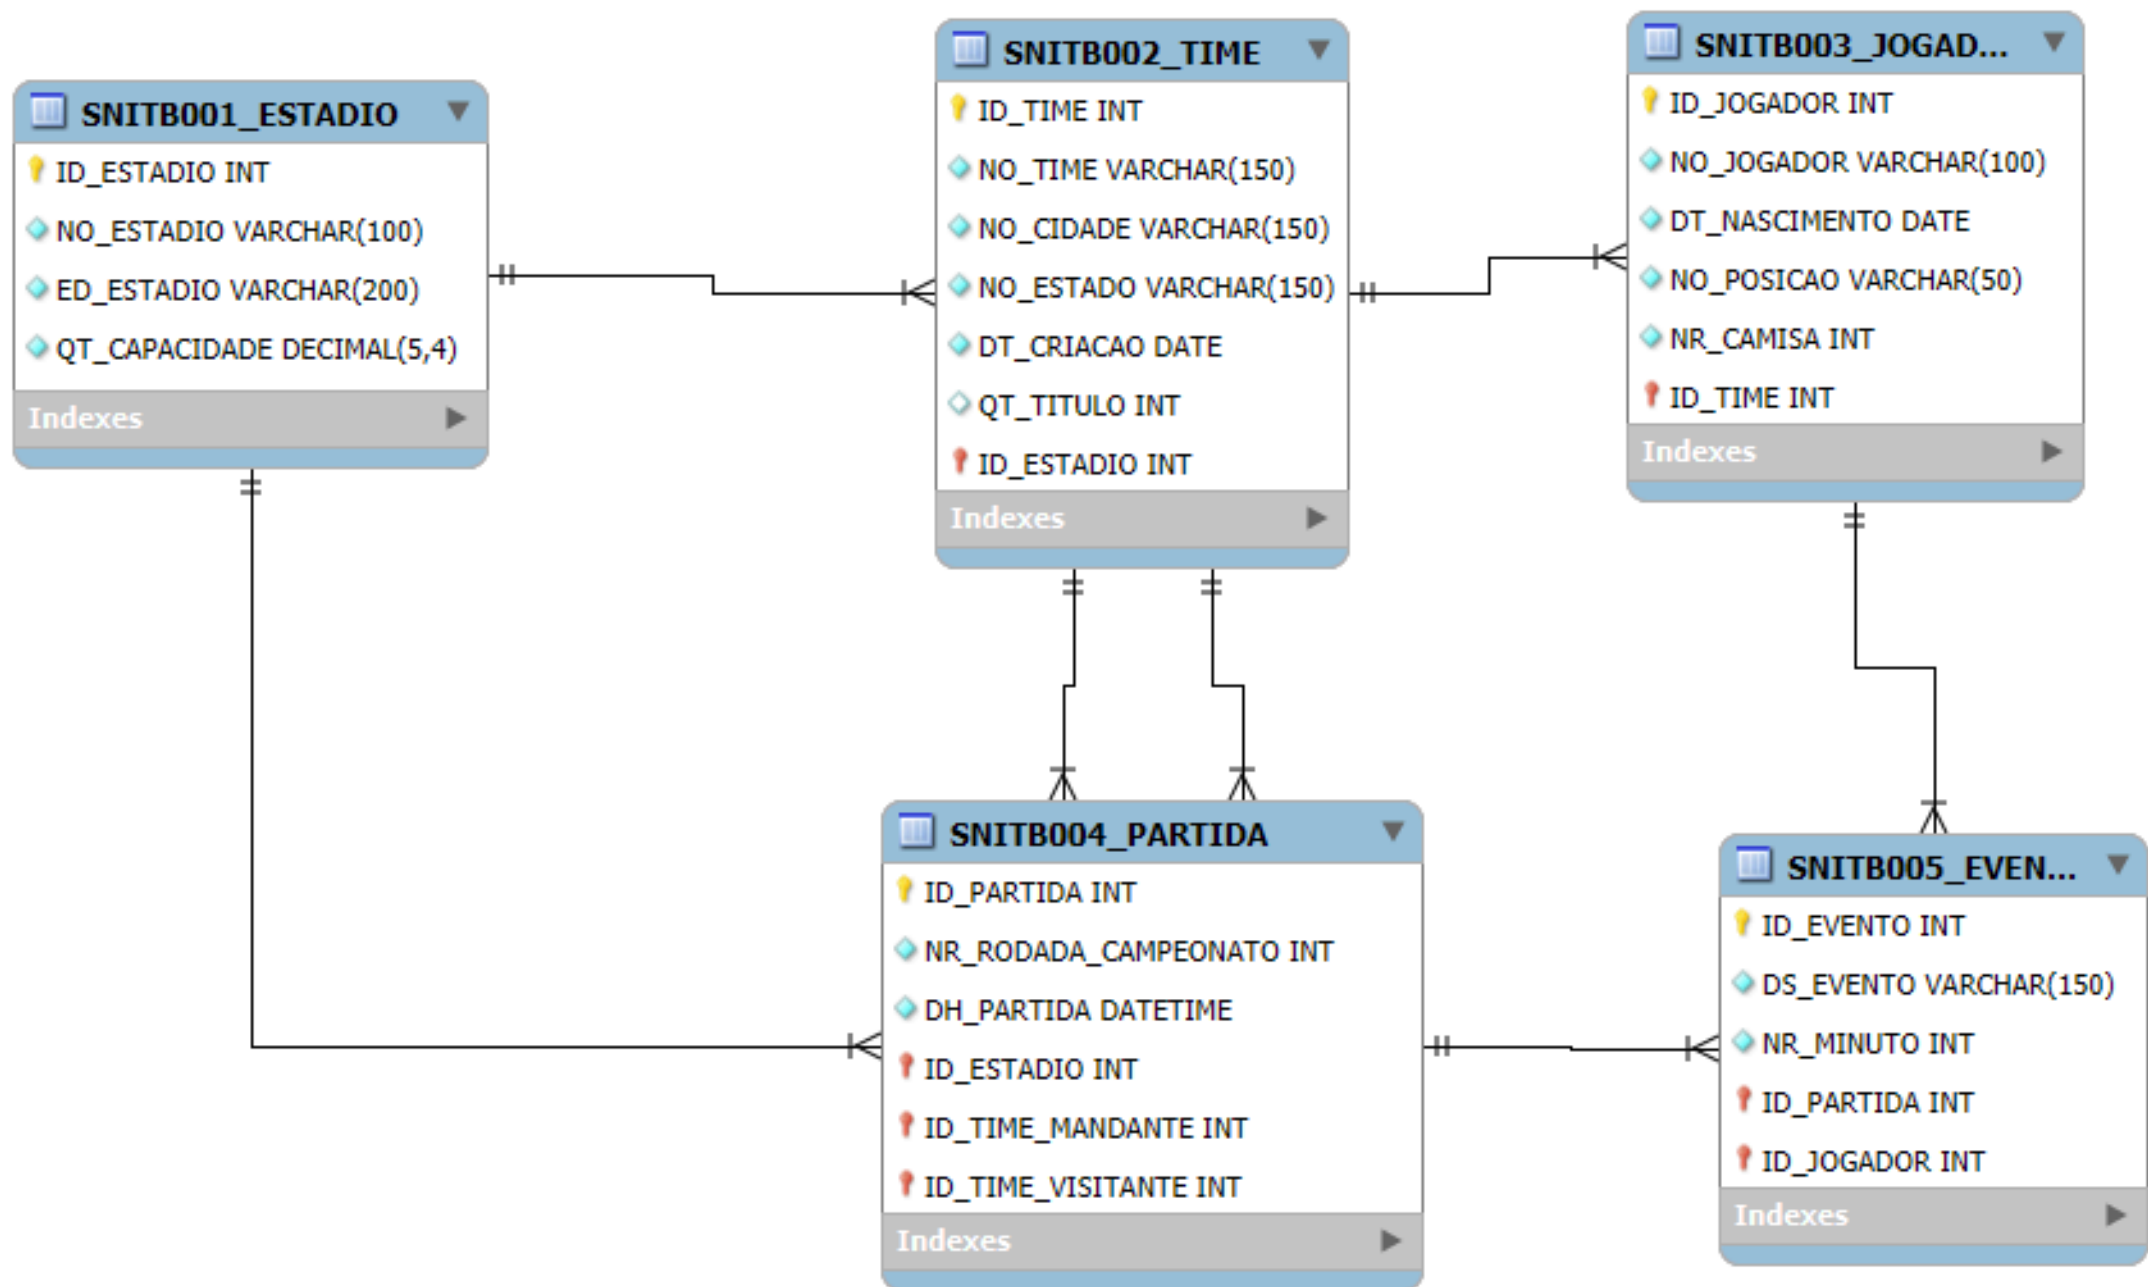 SNITB001_ESTADIO
ID_ESTADIO INT
NO_ESTADIO VARCHAR(100)
ED_ESTADIO VARCHAR(200)
QT_CAPACIDADE DECIMAL(5,4)
Indexes
SNITB002_TIME
ID_TIME INT
NO_TIME VARCHAR(150)
NO_CIDADE VARCHAR(150)
NO_ESTADO VARCHAR(150)
DT_CRIACAO DATE
QT_TITULO INT
ID_ESTADIO INT
Indexes
SNITB003_JOGAD...
ID_JOGADOR INT
NO_JOGADOR VARCHAR(100)
DT_NASCIMENTO DATE
NO_POSICAO VARCHAR(50)
NR_CAMISA INT
ID_TIME INT
Indexes
SNITB004_PARTIDA
ID_PARTIDA INT
NR_RODADA_CAMPEONATO INT
DH_PARTIDA DATETIME
ID_ESTADIO INT
ID_TIME_MANDANTE INT
ID_TIME_VISITANTE INT
Indexes
SNITB005_EVEN...
ID_EVENTO INT
DS_EVENTO VARCHAR(150)
NR_MINUTO INT
ID_PARTIDA INT
ID_JOGADOR INT
Indexes